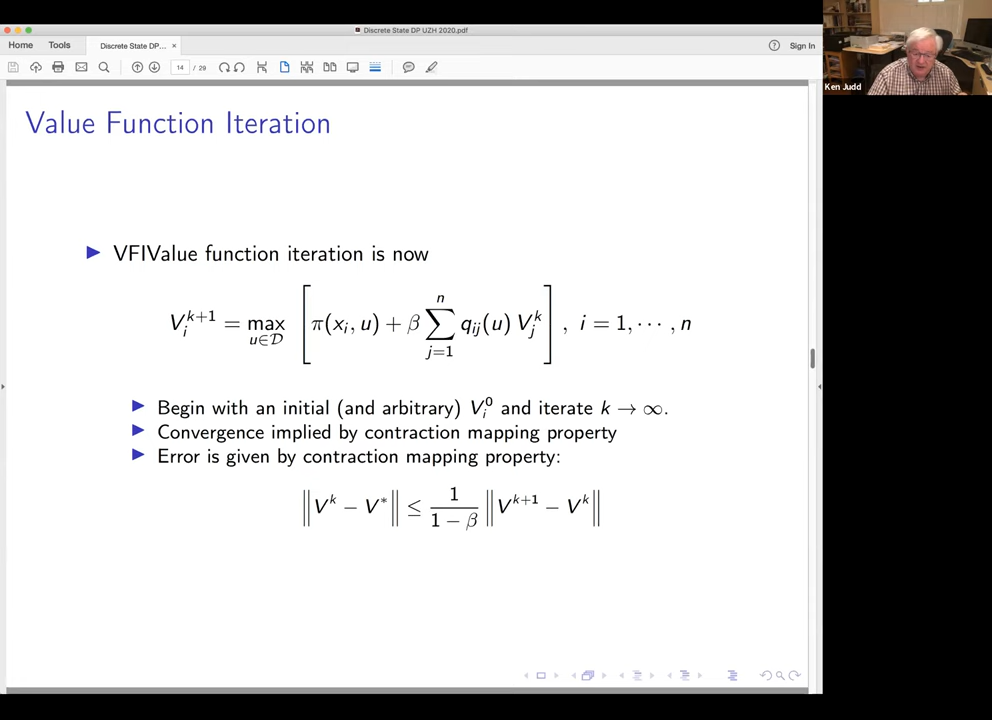 Discrete State DP UZH 2020.pdf
Home Tools Discrete State DP... × ? Sign In
14 / 29
Ken Judd
Value Function Iteration
VFIValue function iteration is now
V_i^{k+1} = max_{u∈D} [π(x_i, u) + β ∑_{j=1}^{n} q_{ij}(u) V_j^k], i = 1, ⋯, n
Begin with an initial (and arbitrary) V_i^0 and iterate k → ∞.
Convergence implied by contraction mapping property
Error is given by contraction mapping property:
‖V^k − V^*‖ ≤ \frac{1}{1 − β} ‖V^{k+1} − V^k‖